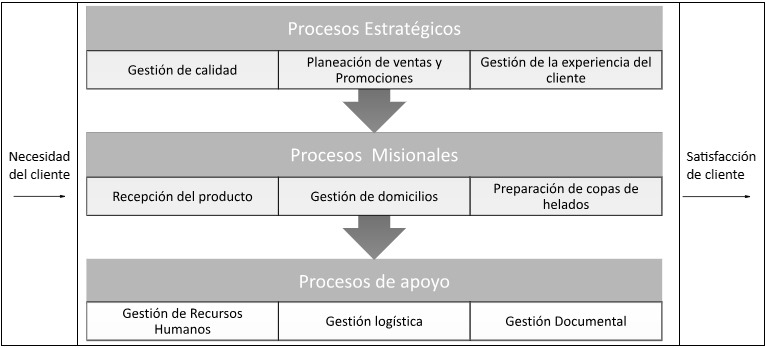 Procesos Estratégicos
Gestión de calidad
Planeación de ventas y
Promociones
Gestión de la experiencia del
cliente
Necesidad
del cliente
Procesos Misionales
Satisfacción
de cliente
Recepción del producto
Gestión de domicilios
Preparación de copas de
helados
Procesos de apoyo
Gestión de Recursos
Humanos
Gestión logística
Gestión Documental